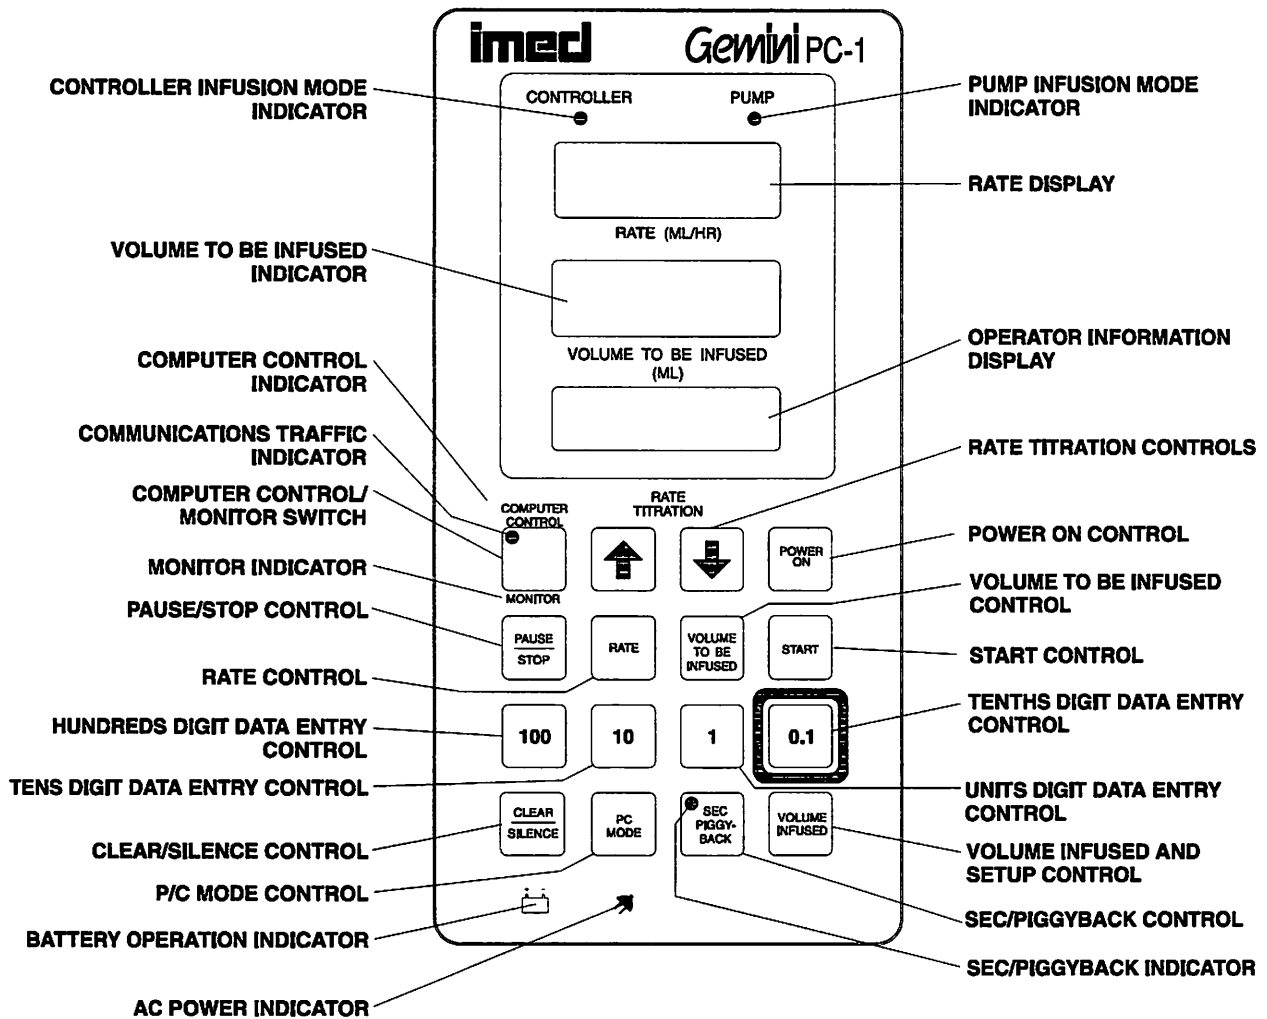 imed Gemini PC-1
CONTROLLER INFUSION MODE
INDICATOR
VOLUME TO BE INFUSED
INDICATOR
COMPUTER CONTROL
INDICATOR
COMMUNICATIONS TRAFFIC
INDICATOR
COMPUTER CONTROL/
MONITOR SWITCH
MONITOR INDICATOR
PAUSE/STOP CONTROL
RATE CONTROL
HUNDREDS DIGIT DATA ENTRY
CONTROL
TENS DIGIT DATA ENTRY CONTROL
CLEAR/SILENCE CONTROL
P/C MODE CONTROL
BATTERY OPERATION INDICATOR
AC POWER INDICATOR
CONTROLLER PUMP
RATE (ML/HR)
VOLUME TO BE INFUSED
(ML)
COMPUTER
CONTROL
RATE
TITRATION
POWER
ON
MONITOR
PAUSE
STOP
RATE
VOLUME
TO BE
INFUSED
START
100
10
1
0.1
CLEAR
SILENCE
PC
MODE
SEC
PIGGY-
BACK
VOLUME
INFUSED
PUMP INFUSION MODE
INDICATOR
RATE DISPLAY
OPERATOR INFORMATION
DISPLAY
RATE TITRATION CONTROLS
POWER ON CONTROL
VOLUME TO BE INFUSED
CONTROL
START CONTROL
TENTHS DIGIT DATA ENTRY
CONTROL
UNITS DIGIT DATA ENTRY
CONTROL
VOLUME INFUSED AND
SETUP CONTROL
SEC/PIGGYBACK CONTROL
SEC/PIGGYBACK INDICATOR